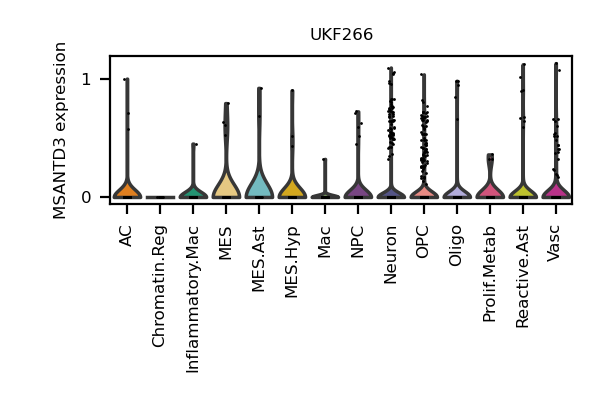 UKF266
MSANTD3 expression
1
0
AC
Chromatin.Reg
Inflammatory.Mac
MES
MES.Ast
MES.Hyp
Mac
NPC
Neuron
OPC
Oligo
Prolif.Metab
Reactive.Ast
Vasc